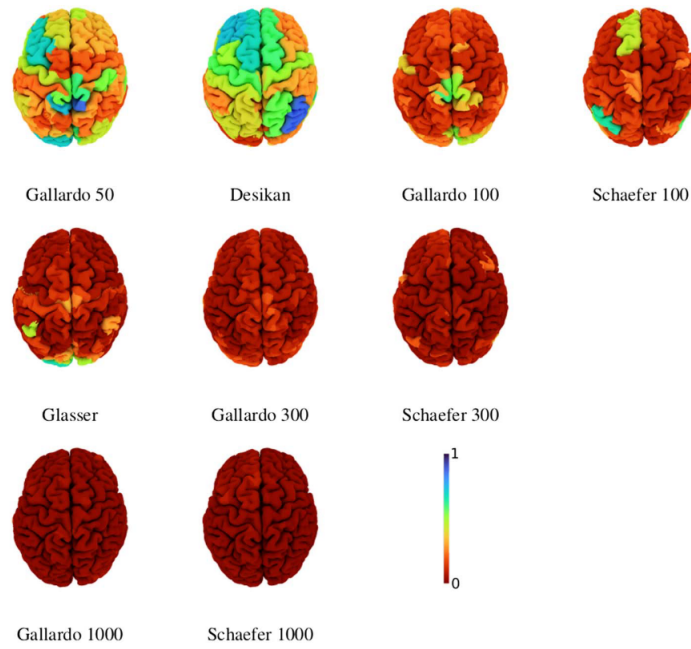 Gallardo 50
Desikan
Gallardo 100
Schaefer 100
Glasser
Gallardo 300
Schaefer 300
1
0
Gallardo 1000
Schaefer 1000